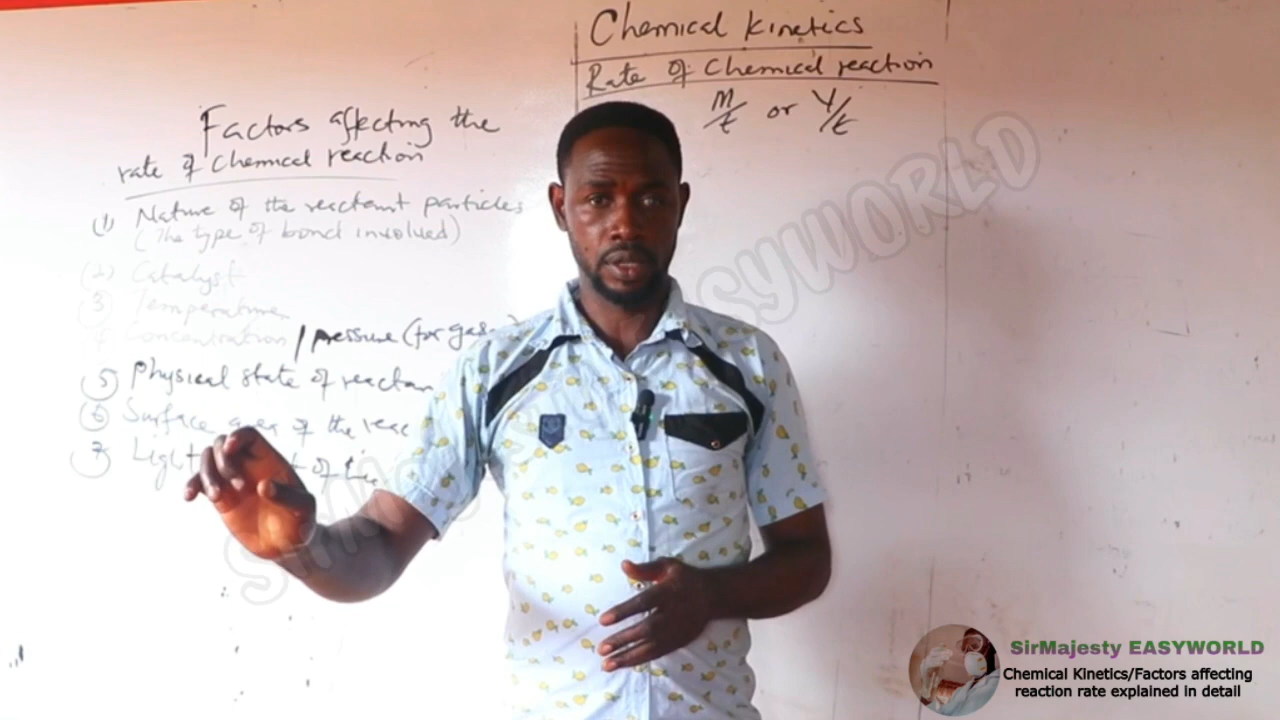 Chemical Kinetics
Rate of Chemical reaction
M/t or V/t
Factors affecting the
rate of Chemical reaction
(1) Nature of the reactant particles
(The type of bond involved)
(2) Catalyst
(3) Temperature
4 Concentration / pressure (for gas
(5) Physical state of reactan
(6) Surface area of the reac
(7) Light
SirMajesty EASYWORLD
Chemical Kinetics/Factors affecting
reaction rate explained in detail